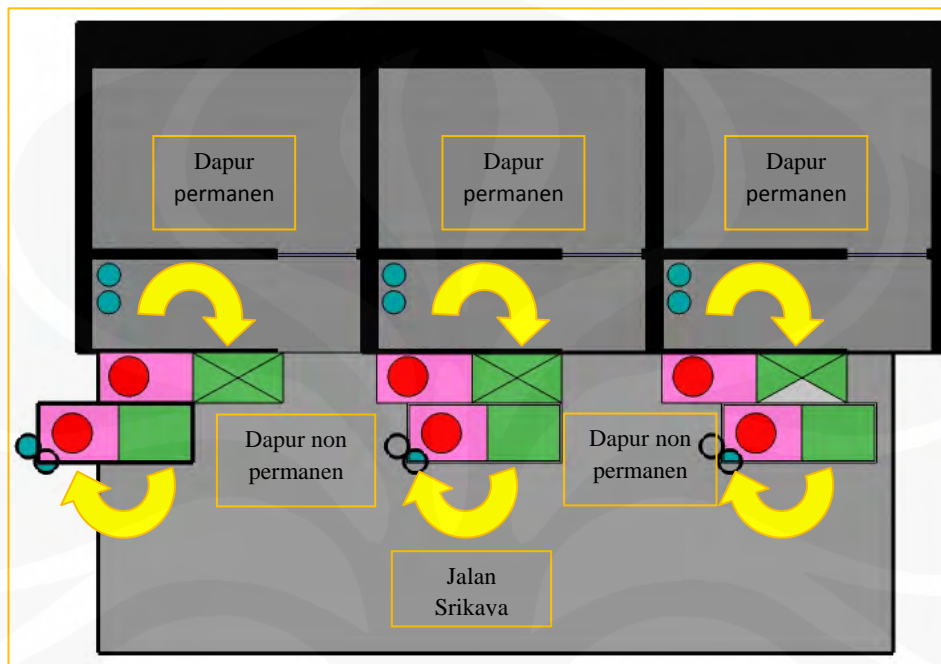 Dapur
permanen
Dapur
permanen
Dapur
permanen
Dapur non
permanen
Dapur non
permanen
Jalan
Srikava